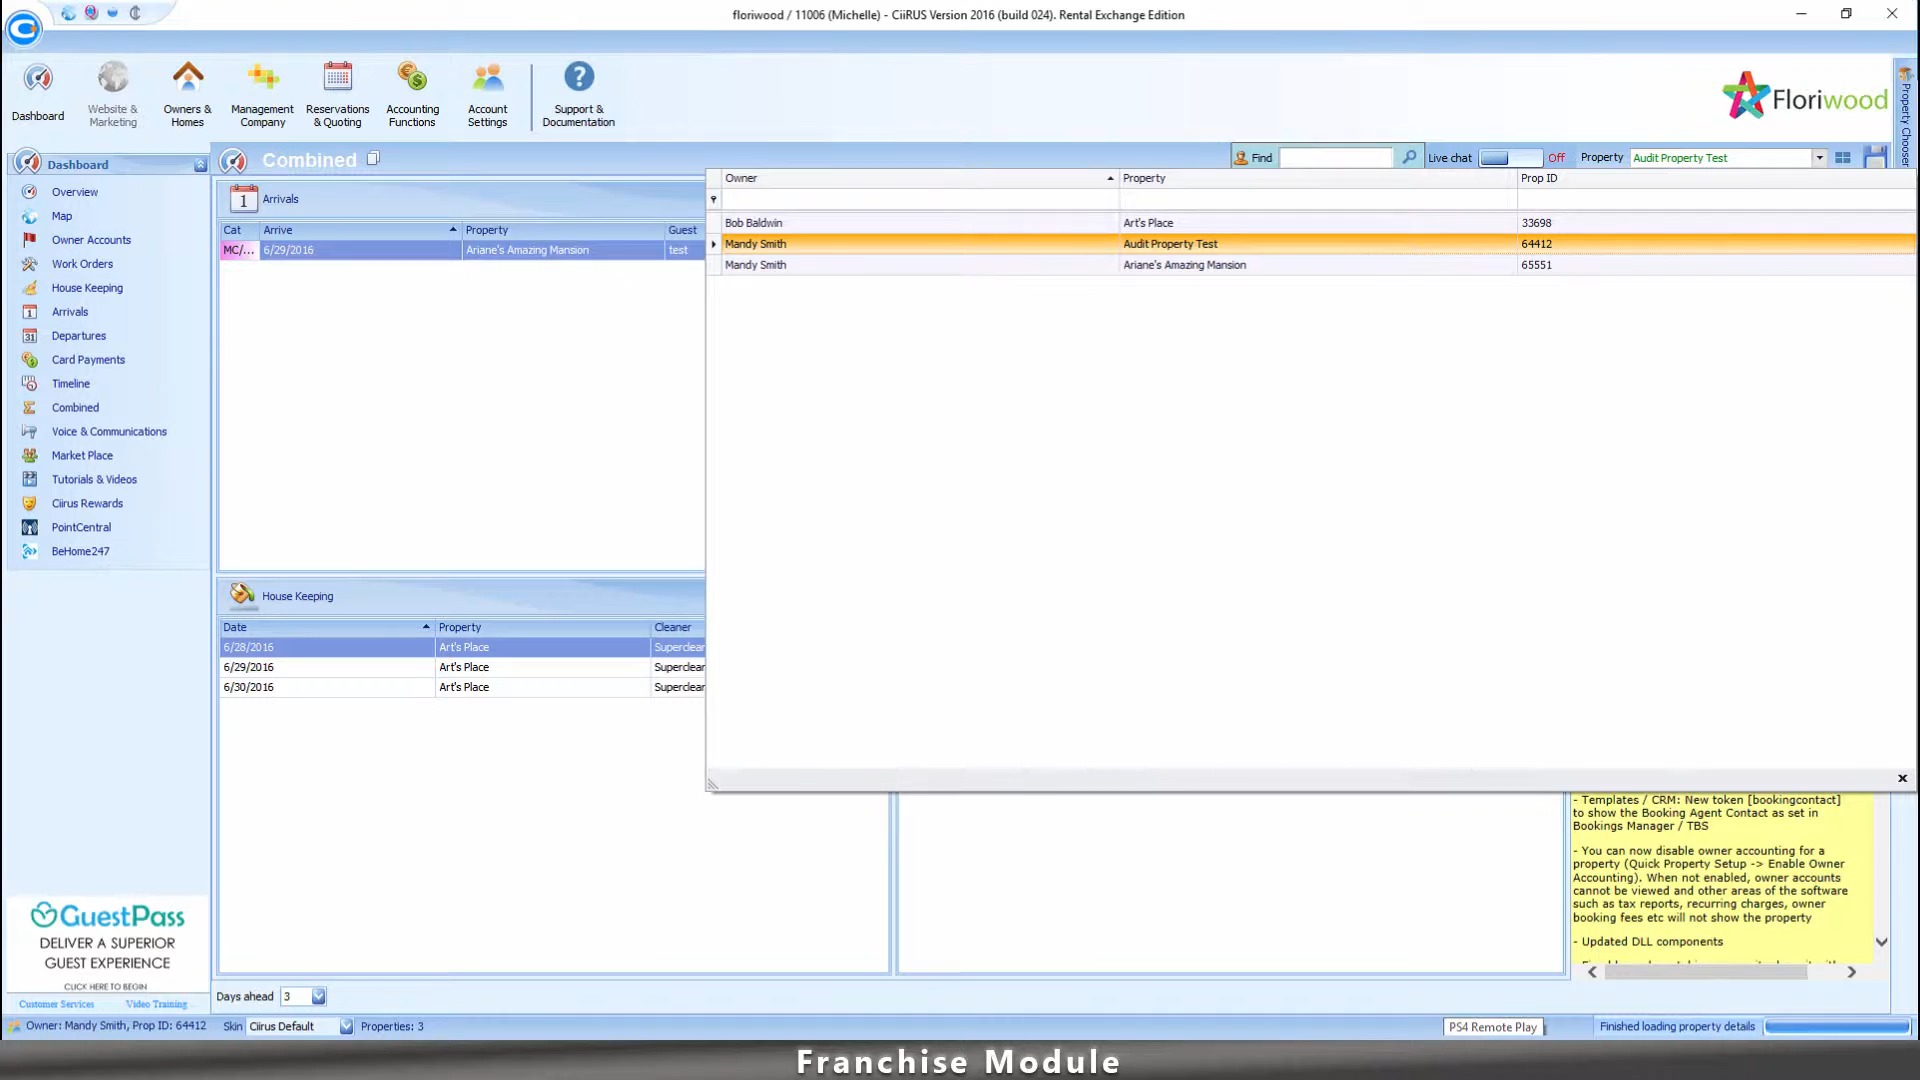 floriwood / 11006 (Michelle) - CiiRUS Version 2016 (build 024). Rental Exchange Edition
Dashboard
Website & Marketing
Owners & Homes
Management Company
Reservations & Quoting
Accounting Functions
Account Settings
Support & Documentation
Floriwood
Property Chooser
Dashboard
Combined
Find
Live chat
Off
Property
Audit Property Test
Overview
Map
Owner Accounts
Work Orders
House Keeping
Arrivals
Departures
Card Payments
Timeline
Combined
Voice & Communications
Market Place
Tutorials & Videos
Ciirus Rewards
PointCentral
BeHome247
1 Arrivals
Cat Arrive Property Guest
MC/... 6/29/2016 Ariane's Amazing Mansion test
Owner Property Prop ID
Bob Baldwin Art's Place 33698
Mandy Smith Audit Property Test 64412
Mandy Smith Ariane's Amazing Mansion 65551
House Keeping
Date Property Cleaner
6/28/2016 Art's Place Superclear
6/29/2016 Art's Place Superclear
6/30/2016 Art's Place Superclear
- Templates / CRM: New token [bookingcontact]
to show the Booking Agent Contact as set in
Bookings Manager / TBS
- You can now disable owner accounting for a
property (Quick Property Setup -> Enable Owner
Accounting). When not enabled, owner accounts
cannot be viewed and other areas of the software
such as tax reports, recurring charges, owner
booking fees etc will not show the property
- Updated DLL components
GuestPass
DELIVER A SUPERIOR
GUEST EXPERIENCE
CLICK HERE TO BEGIN
Customer Services Video Training
Days ahead 3
Owner: Mandy Smith, Prop ID: 64412 Skin Ciirus Default Properties: 3
PS4 Remote Play
Finished loading property details
Franchise Module